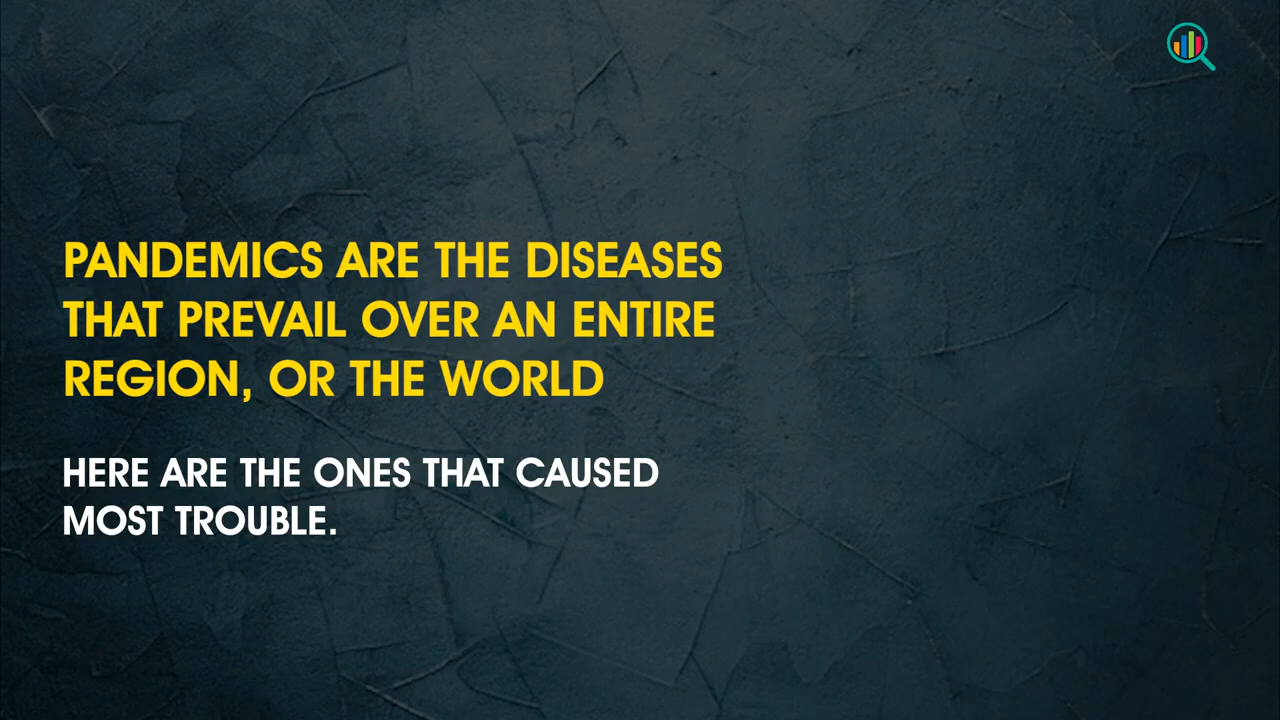 PANDEMICS ARE THE DISEASES
THAT PREVAIL OVER AN ENTIRE
REGION, OR THE WORLD
HERE ARE THE ONES THAT CAUSED
MOST TROUBLE.